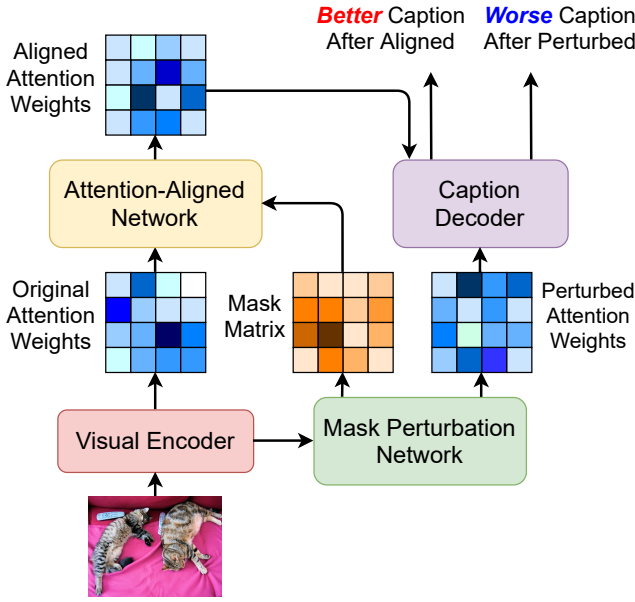 Better Caption
After Aligned
Worse Caption
After Perturbed
Aligned
Attention
Weights
Attention-Aligned
Network
Caption
Decoder
Original
Attention
Weights
Mask
Matrix
Perturbed
Attention
Weights
Visual Encoder
Mask Perturbation
Network